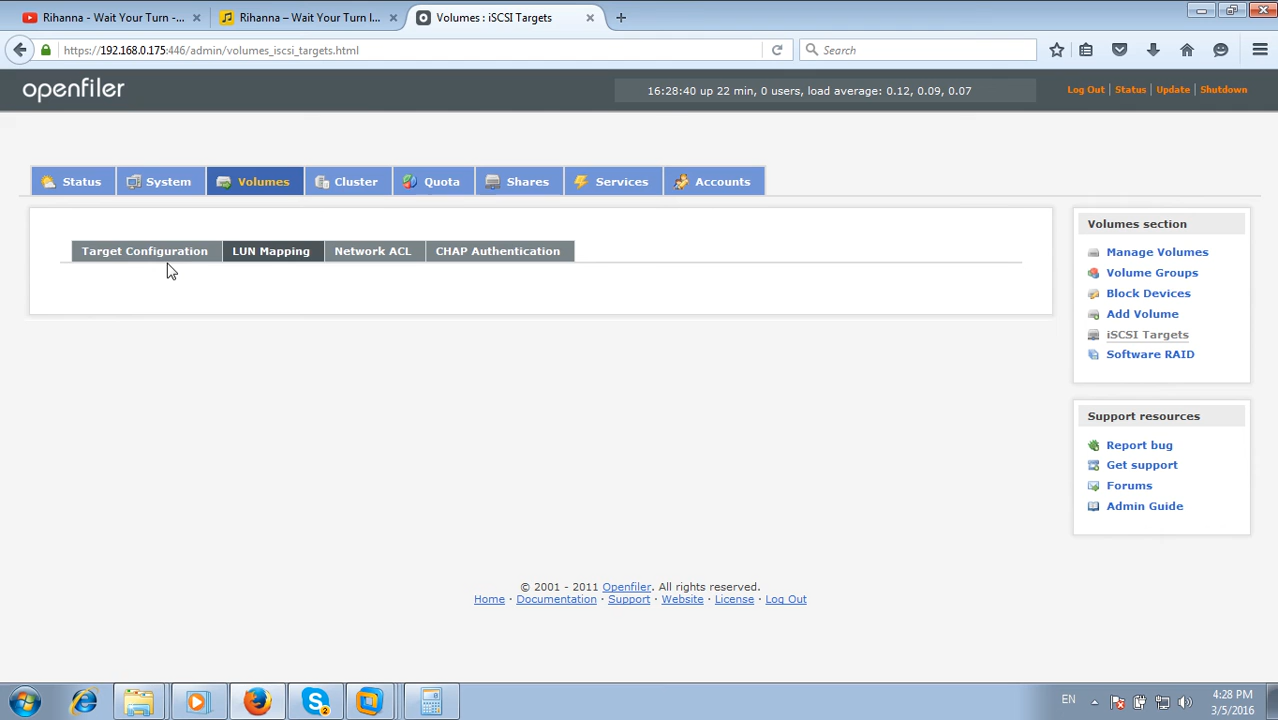 Rihanna - Wait Your Turn -...
Rihanna – Wait Your Turn l...
Volumes : iSCSI Targets
https://192.168.0.175:446/admin/volumes_iscsi_targets.html
Search
openfiler
16:28:40 up 22 min, 0 users, load average: 0.12, 0.09, 0.07
Log Out | Status | Update | Shutdown
Status
System
Volumes
Cluster
Quota
Shares
Services
Accounts
Target Configuration
LUN Mapping
Network ACL
CHAP Authentication
Volumes section
Manage Volumes
Volume Groups
Block Devices
Add Volume
iSCSI Targets
Software RAID
Support resources
Report bug
Get support
Forums
Admin Guide
© 2001 - 2011 Openfiler. All rights reserved.
Home · Documentation · Support · Website · License · Log Out
2
EN
4:28 PM
3/5/2016